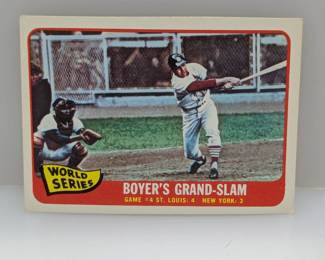 WORLD
SERIES
BOYER'S GRAND-SLAM
GAME #4 ST. LOUIS: 4 NEW YORK: 3